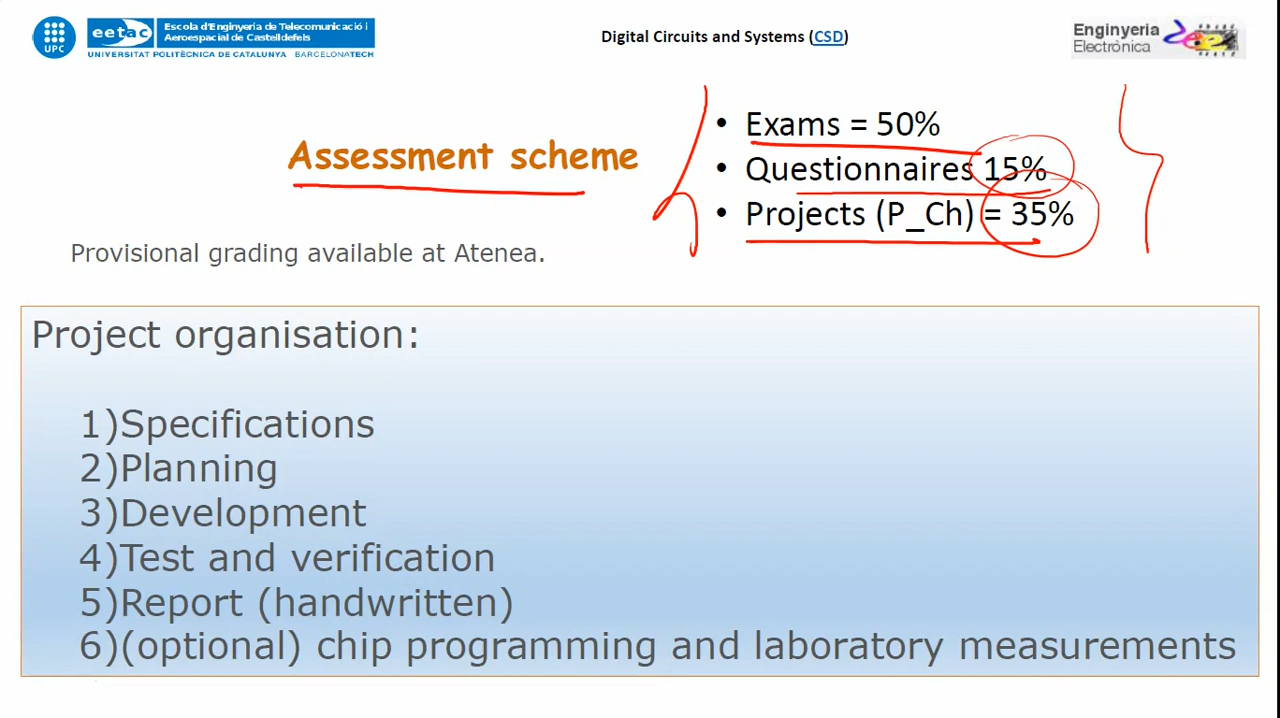 UPC
eetac
Escola d'Enginyeria de Telecomunicació i
Aeroespacial de Castelldefels
UNIVERSITAT POLITÈCNICA DE CATALUNYA BARCELONATECH
Digital Circuits and Systems (CSD)
Enginyeria
Electrònica
Assessment scheme
• Exams = 50%
• Questionnaires 15%
• Projects (P_Ch) = 35%
Provisional grading available at Atenea.
Project organisation:
1)Specifications
2)Planning
3)Development
4)Test and verification
5)Report (handwritten)
6)(optional) chip programming and laboratory measurements